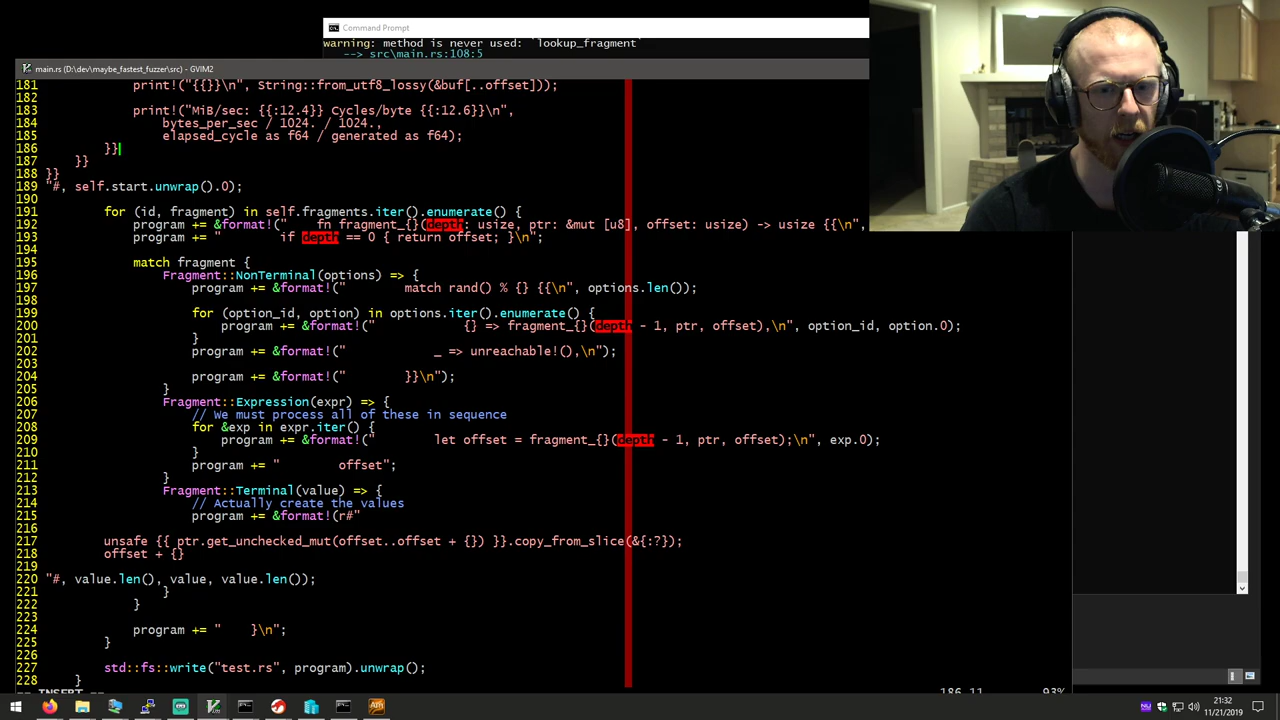 Command Prompt
warning: method is never used: `lookup_fragment`
--> src\main.rs:108:5
main.rs (D:\dev\maybe_fastest_fuzzer\src) - GVIM2
181             print!("{{}}\n", String::from_utf8_lossy(&buf[..offset]));
182
183             print!("MiB/sec: {{:12.4}} Cycles/byte {{:12.6}}\n",
184                 bytes_per_sec / 1024. / 1024.,
185                 elapsed_cycle as f64 / generated as f64);
186         }}
187     }}
188 }}
189 "#, self.start.unwrap().0);
190
191         for (id, fragment) in self.fragments.iter().enumerate() {
192             program += &format!("    fn fragment_{}(depth: usize, ptr: &mut [u8], offset: usize) -> usize {{\n",
193             program += "        if depth == 0 { return offset; }\n";
194
195             match fragment {
196                 Fragment::NonTerminal(options) => {
197                     program += &format!("        match rand() % {} {{\n", options.len());
198
199                     for (option_id, option) in options.iter().enumerate() {
200                         program += &format!("            {} => fragment_{}(depth - 1, ptr, offset),\n", option_id, option.0);
201                     }
202                     program += &format!("            _ => unreachable!(),\n");
203
204                     program += &format!("        }}\n");
205                 }
206                 Fragment::Expression(expr) => {
207                     // We must process all of these in sequence
208                     for &exp in expr.iter() {
209                         program += &format!("        let offset = fragment_{}(depth - 1, ptr, offset);\n", exp.0);
210                     }
211                     program += "        offset";
212                 }
213                 Fragment::Terminal(value) => {
214                     // Actually create the values
215                     program += &format!(r#"
216
217         unsafe {{ ptr.get_unchecked_mut(offset..offset + {}) }}.copy_from_slice(&{:?});
218         offset + {}
219
220 "#, value.len(), value, value.len());
221                 }
222             }
223
224             program += "    }\n";
225         }
226
227         std::fs::write("test.rs", program).unwrap();
228     }
-- INSERT --    186,11    93%
21:32
11/21/2019